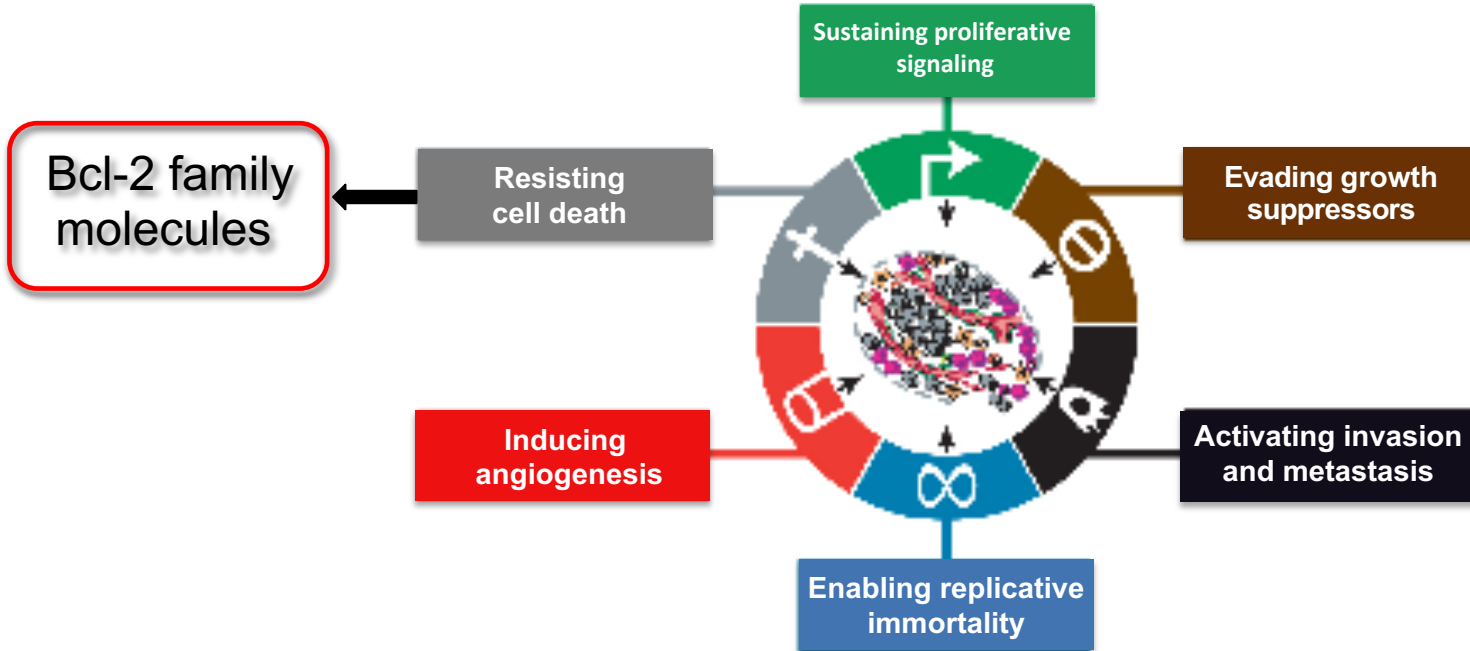 Sustaining proliferative
signaling
Bcl-2 family
molecules
Resisting
cell death
Evading growth
suppressors
Inducing
angiogenesis
Activating invasion
and metastasis
Enabling replicative
immortality